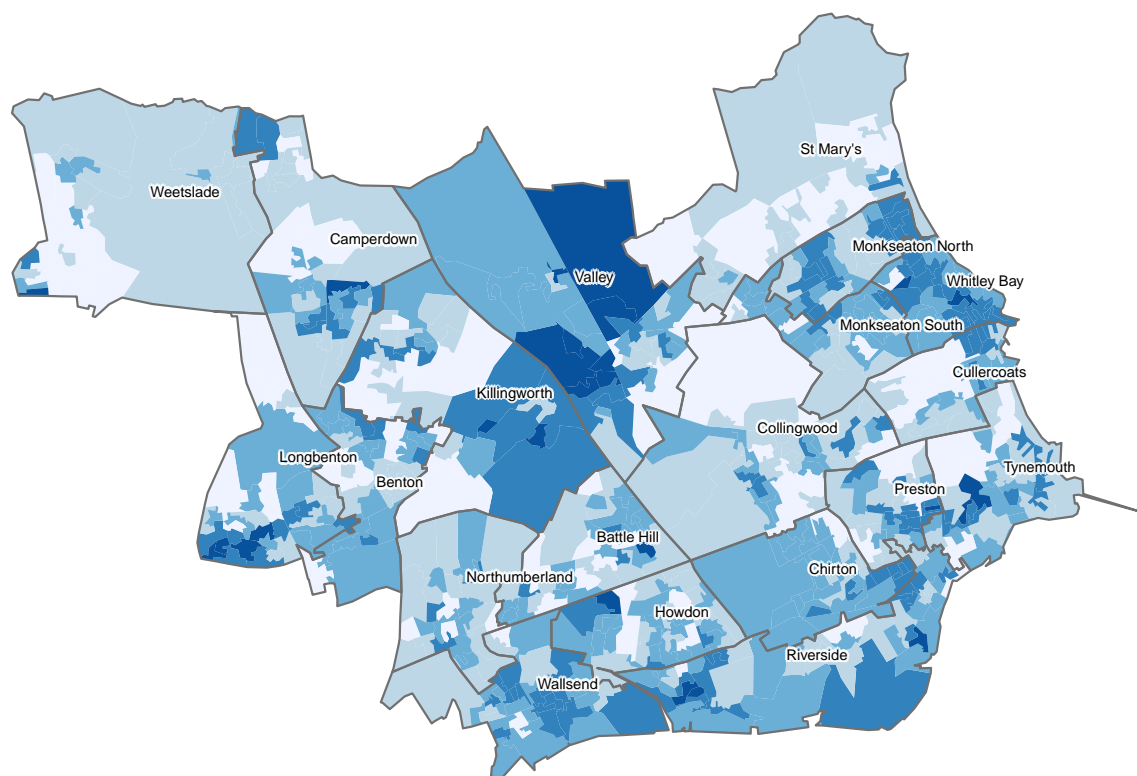 St Mary's
Weetslade
Camperdown
Monkseaton North
Valley
Whitley Bay
Monkseaton South
Cullercoats
Killingworth
Collingwood
Longbenton
Tynemouth
Benton
Preston
Battle Hill
Chirton
Northumberland
Howdon
Riverside
Wallsend